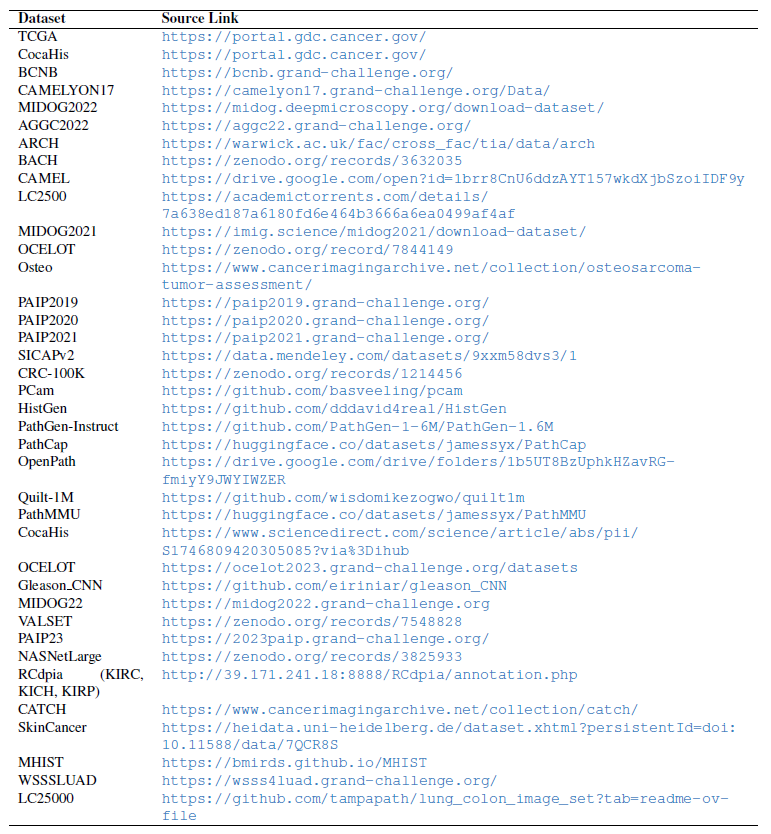 Dataset Source Link
TCGA https://portal.gdc.cancer.gov/
CocaHis https://portal.gdc.cancer.gov/
BCNB https://bcnb.grand-challenge.org/
CAMELYON17 https://camelyon17.grand-challenge.org/Data/
MIDOG2022 https://midog.deepmicroscopy.org/download-dataset/
AGGC2022 https://aggc22.grand-challenge.org/
ARCH https://warwick.ac.uk/fac/cross_fac/tia/data/arch
BACH https://zenodo.org/records/3632035
CAMEL https://drive.google.com/open?id=1brr8CnU6ddzAYT157wkdXjbSzoiIDF9y
LC2500 https://academictorrents.com/details/
7a638ed187a6180fd6e464b3666a6ea0499af4af
MIDOG2021 https://imig.science/midog2021/download-dataset/
OCELOT https://zenodo.org/record/7844149
Osteo https://www.cancerimagingarchive.net/collection/osteosarcoma-
tumor-assessment/
PAIP2019 https://paip2019.grand-challenge.org/
PAIP2020 https://paip2020.grand-challenge.org/
PAIP2021 https://paip2021.grand-challenge.org/
SICAPv2 https://data.mendeley.com/datasets/9xxm58dvs3/1
CRC-100K https://zenodo.org/records/1214456
PCam https://github.com/basveeling/pcam
HistGen https://github.com/dddavid4real/HistGen
PathGen-Instruct https://github.com/PathGen-1-6M/PathGen-1.6M
PathCap https://huggingface.co/datasets/jamessyx/PathCap
OpenPath https://drive.google.com/drive/folders/1b5UT8BzUphkHZavRG-
fmiyY9JWYIWZER
Quilt-1M https://github.com/wisdomikezogwo/quilt1m
PathMMU https://huggingface.co/datasets/jamessyx/PathMMU
CocaHis https://www.sciencedirect.com/science/article/abs/pii/
S1746809420305085?via%3Dihub
OCELOT https://ocelot2023.grand-challenge.org/datasets
Gleason_CNN https://github.com/eiriniar/gleason_CNN
MIDOG22 https://midog2022.grand-challenge.org
VALSET https://zenodo.org/records/7548828
PAIP23 https://2023paip.grand-challenge.org/
NASNetLarge https://zenodo.org/records/3825933
RCdpia (KIRC, http://39.171.241.18:8888/RCdpia/annotation.php
KICH, KIRP)
CATCH https://www.cancerimagingarchive.net/collection/catch/
SkinCancer https://heidata.uni-heidelberg.de/dataset.xhtml?persistentId=doi:
10.11588/data/7QCR8S
MHIST https://bmirds.github.io/MHIST
WSSSLUAD https://wsss4luad.grand-challenge.org/
LC25000 https://github.com/tampapath/lung_colon_image_set?tab=readme-ov-
file